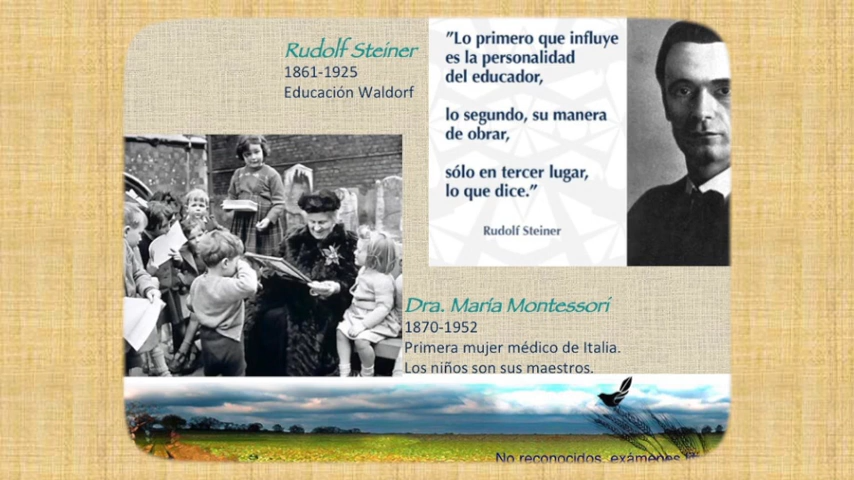 Rudolf Steiner
1861-1925
Educación Waldorf
”Lo primero que influye
es la personalidad
del educador,
lo segundo, su manera
de obrar,
sólo en tercer lugar,
lo que dice.”
Rudolf Steiner
Dra. María Montessori
1870-1952
Primera mujer médico de Italia.
Los niños son sus maestros.
No reconocidos, exámenes